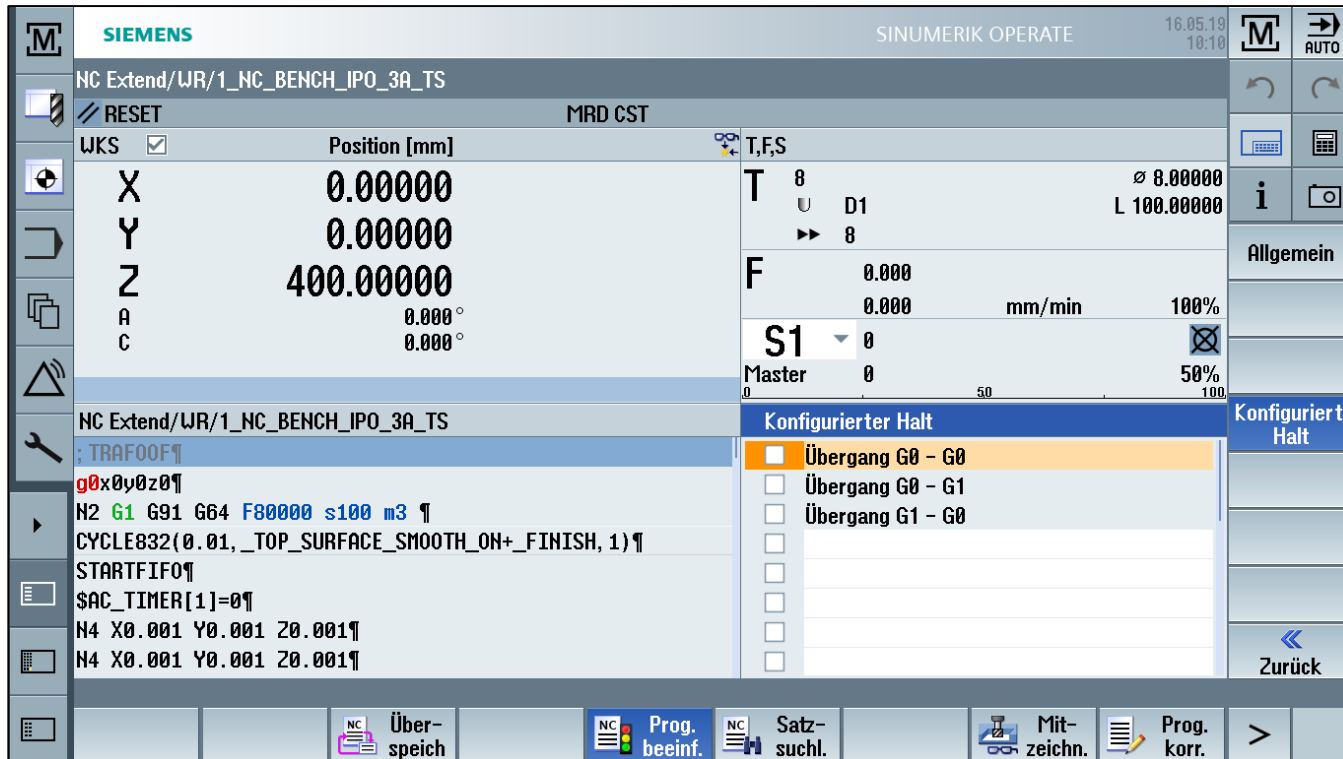 SIEMENS
SINUMERIK OPERATE
16.05.19
10:10
M
AUTO
NC Extend/WR/1_NC_BENCH_IPO_3A_TS
RESET
MRD CST
WKS
Position [mm]
T,F,S
X 0.00000
Y 0.00000
Z 400.00000
A 0.000°
C 0.000°
T 8 ø 8.00000
D1 L 100.00000
8
F 0.000
0.000 mm/min 100%
S1 0
Master 0 50%
0 50 100
NC Extend/WR/1_NC_BENCH_IPO_3A_TS
; TRAFOOF¶
g0x0y0z0¶
N2 G1 G91 G64 F80000 s100 m3 ¶
CYCLE832(0.01,_TOP_SURFACE_SMOOTH_ON+_FINISH,1)¶
STARTFIFO¶
$AC_TIMER[1]=0¶
N4 X0.001 Y0.001 Z0.001¶
N4 X0.001 Y0.001 Z0.001¶
Konfigurierter Halt
Übergang G0 - G0
Übergang G0 - G1
Übergang G1 - G0
M
i
Allgemein
Konfiguriert
Halt
Zurück
NC Über-
speich
NC Prog.
beeinf.
NC Satz-
suchl.
Mit-
zeichn.
Prog.
korr.
>